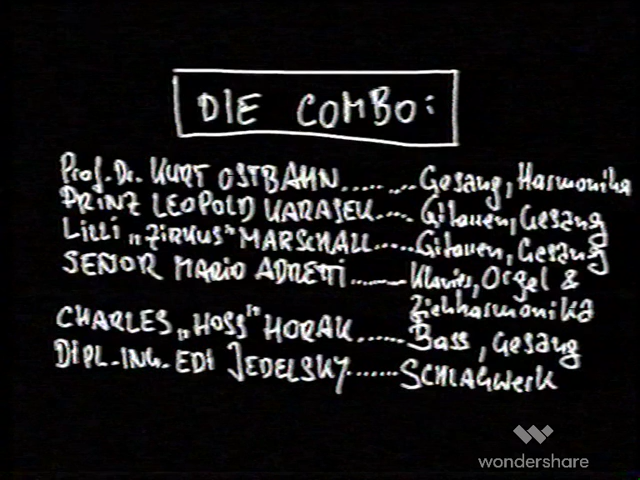 DIE COMBO:
Prof. Dr. KURT OSTBAHN........Gesang, Harmonika
PRINZ LEOPOLD KARASEK.....Gitarren, Gesang
LILLI „ZIRKUS“ MARSCHALL......Gitarren, Gesang
SENOR MARIO ADRETTI........Klavier, Orgel &
Ziehharmonika
CHARLES „HOSS“ HORAK......Bass, Gesang
DIPL.-ING. EDI JEDELSKY.......SCHLAGWERK
wondershare